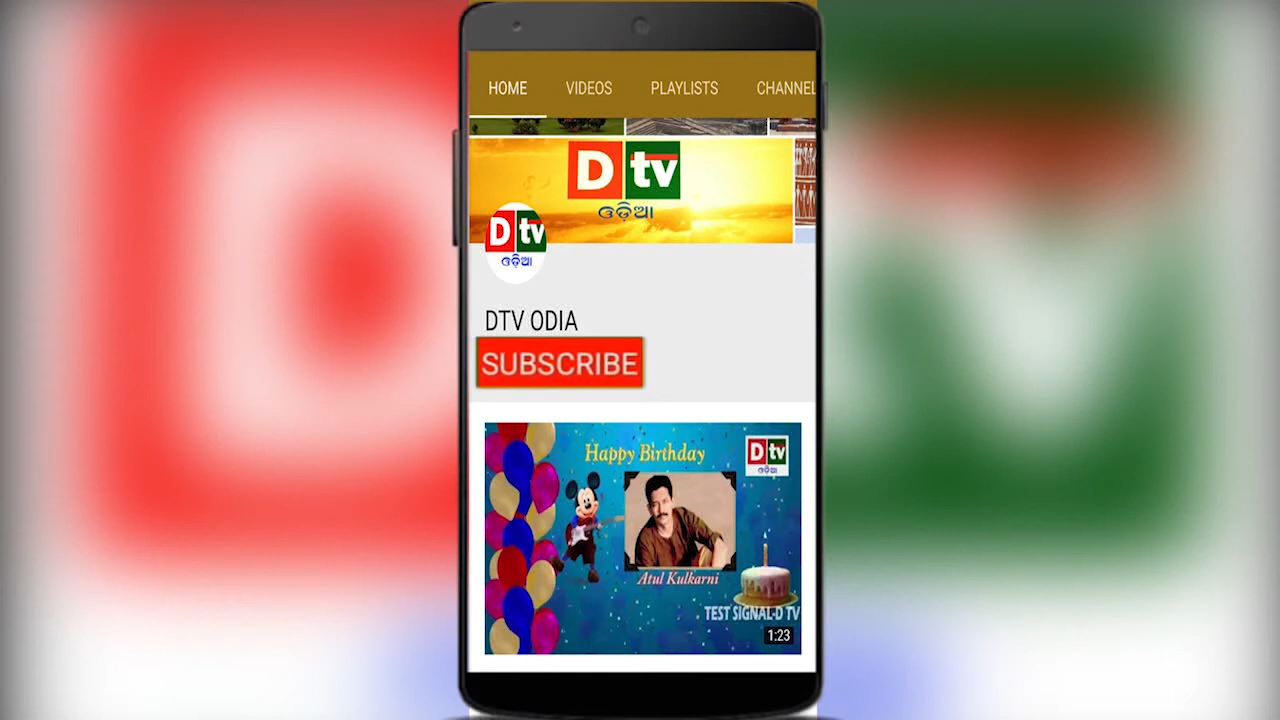 HOME VIDEOS PLAYLISTS CHANNEL
D tv
ଓଡ଼ିଆ
D tv
ଓଡ଼ିଆ
DTV ODIA
SUBSCRIBE
Happy Birthday
D tv
ଓଡ଼ିଆ
Atul Kulkarni
TEST SIGNAL-D TV
1:23